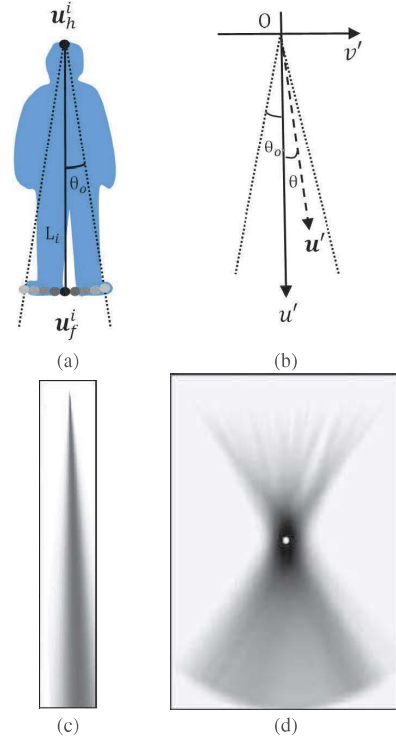 u_h^i
O
v'
θ_o
θ_o
θ
L_i
u'
u_f^i
u'
(a)
(b)
(c)
(d)